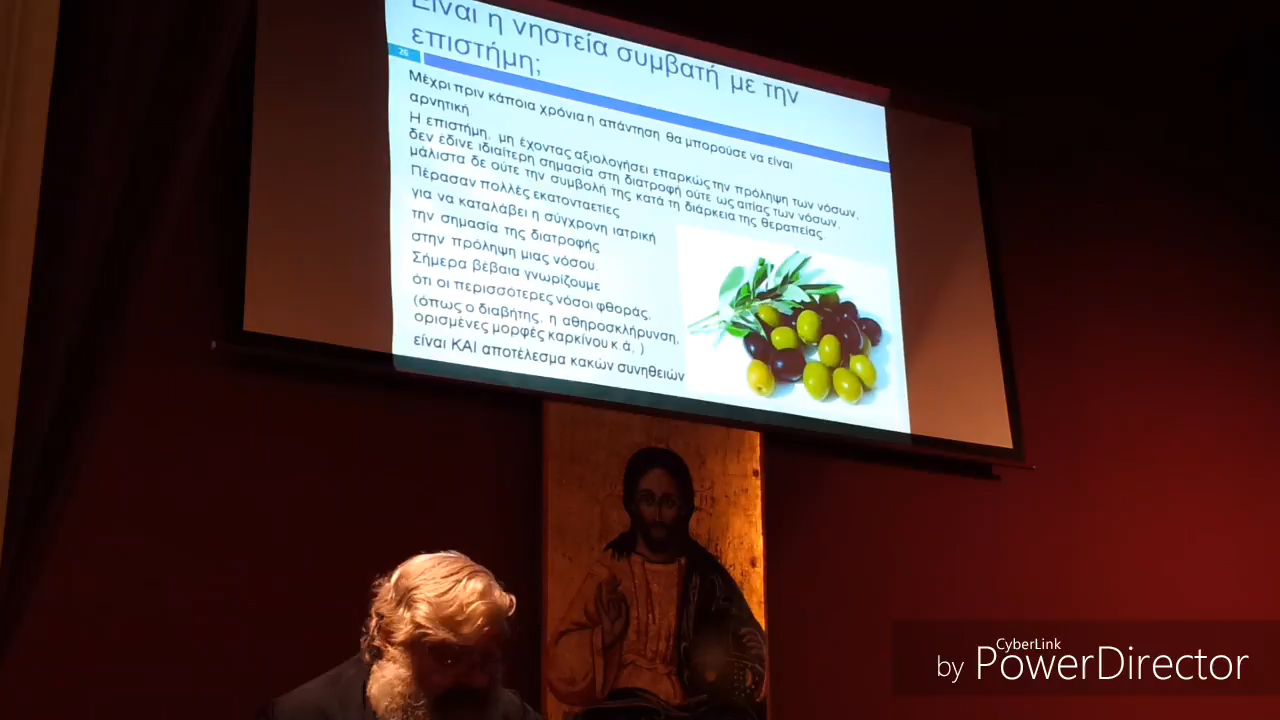 Είναι η νηστεία συμβατή με την
επιστήμη;
26
Μέχρι πριν κάποια χρόνια η απάντηση θα μπορούσε να είναι
αρνητική
Η επιστήμη, μη έχοντας αξιολογήσει επαρκώς την πρόληψη των νόσων,
δεν έδινε ιδιαίτερη σημασία στη διατροφή ούτε ως αιτίας των νόσων,
μάλιστα δε ούτε την συμβολή της κατά τη διάρκεια της θεραπείας
Πέρασαν πολλές εκατονταετίες
για να καταλάβει η σύγχρονη ιατρική
την σημασία της διατροφής
στην πρόληψη μιας νόσου.
Σήμερα βέβαια γνωρίζουμε
ότι οι περισσότερες νόσοι φθοράς,
(όπως ο διαβήτης, η αθηροσκλήρυνση,
ορισμένες μορφές καρκίνου κ.ά, )
είναι ΚΑΙ αποτέλεσμα κακών συνηθειών
CyberLink
by PowerDirector